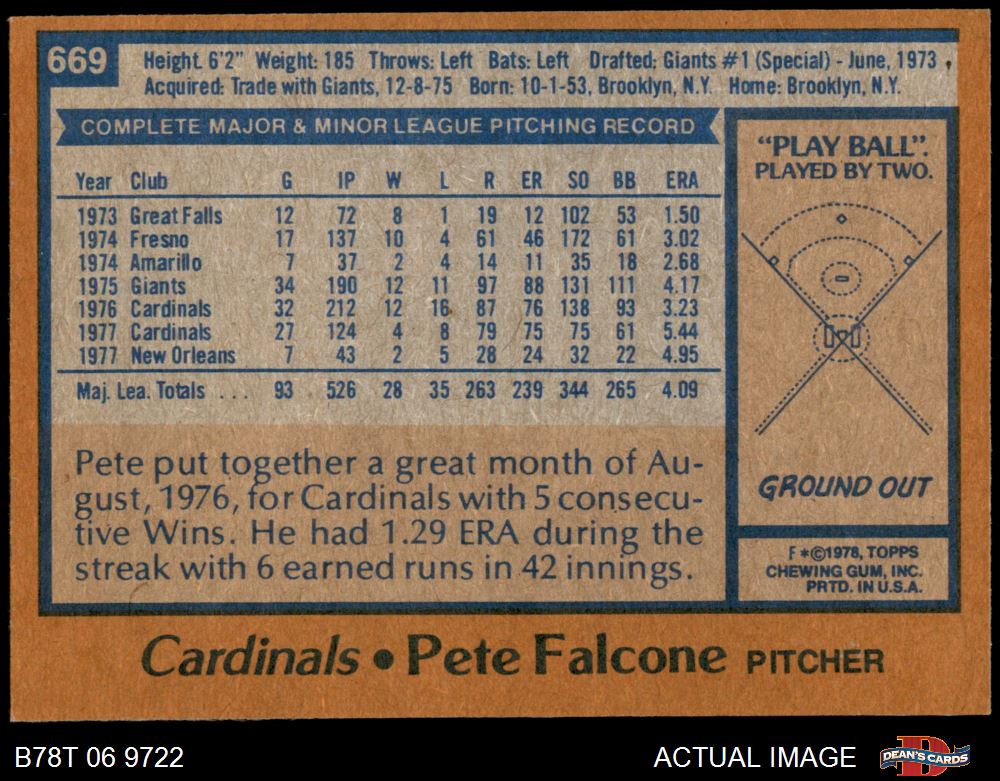 669
Height 6'2" Weight: 185 Throws: Left Bats: Left Drafted: Giants #1 (Special) - June, 1973
Acquired: Trade with Giants, 12-8-75 Born: 10-1-53, Brooklyn, N.Y. Home: Brooklyn, N.Y.
COMPLETE MAJOR & MINOR LEAGUE PITCHING RECORD
Year Club G IP W L R ER SO BB ERA
1973 Great Falls 12 72 8 1 19 12 102 53 1.50
1974 Fresno 17 137 10 4 61 46 172 61 3.02
1974 Amarillo 7 37 2 4 14 11 35 18 2.68
1975 Giants 34 190 12 11 97 88 131 111 4.17
1976 Cardinals 32 212 12 16 87 76 138 93 3.23
1977 Cardinals 27 124 4 8 79 75 75 61 5.44
1977 New Orleans 7 43 2 5 28 24 32 22 4.95
Maj. Lea. Totals . . . 93 526 28 35 263 239 344 265 4.09
Pete put together a great month of Au-
gust, 1976, for Cardinals with 5 consecu-
tive Wins. He had 1.29 ERA during the
streak with 6 earned runs in 42 innings.
"PLAY BALL".
PLAYED BY TWO.
GROUND OUT
F *©1978, TOPPS
CHEWING GUM, INC.
PRTD. IN U.S.A.
Cardinals • Pete Falcone PITCHER
B78T 06 9722 ACTUAL IMAGE DEAN'S CARDS